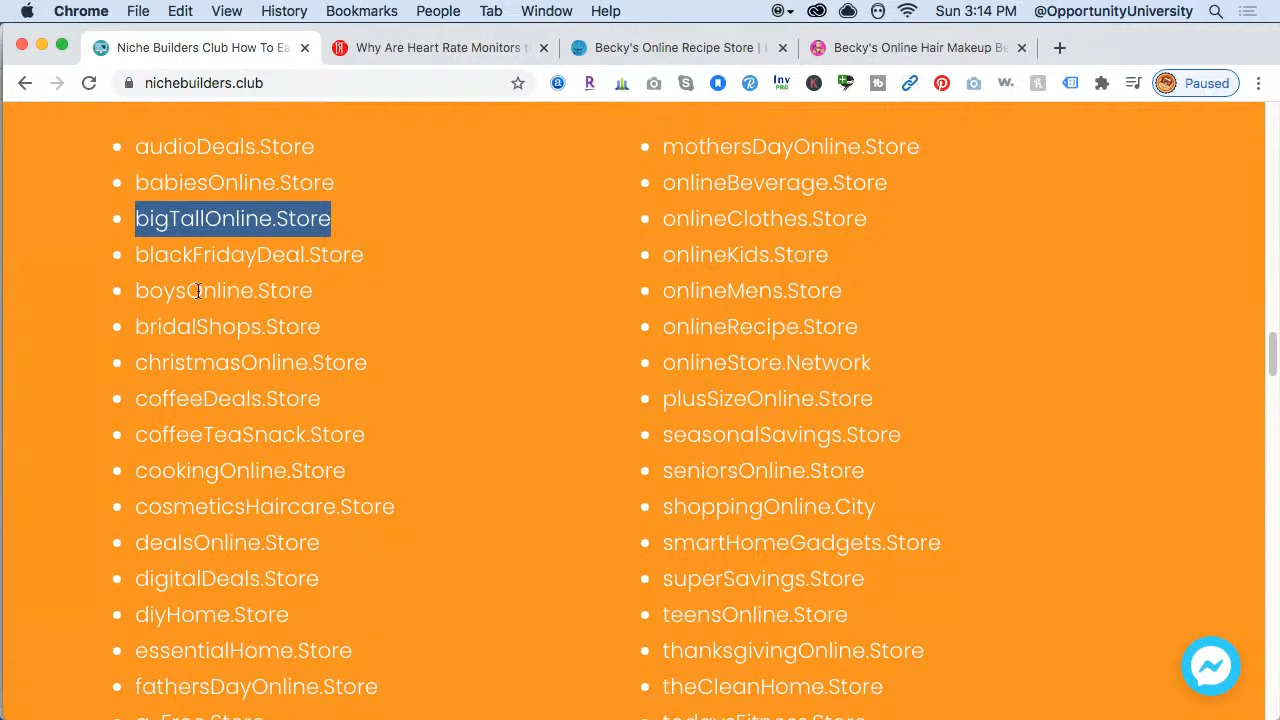 Chrome File Edit View History Bookmarks People Tab Window Help Sun 3:14 PM @OpportunityUniversity
Niche Builders Club How To Ea Why Are Heart Rate Monitors t Becky's Online Recipe Store | Becky's Online Hair Makeup Be
nichebuilders.club Paused
audioDeals.Store
babiesOnline.Store
bigTallOnline.Store
blackFridayDeal.Store
boysOnline.Store
bridalShops.Store
christmasOnline.Store
coffeeDeals.Store
coffeeTeaSnack.Store
cookingOnline.Store
cosmeticsHaircare.Store
dealsOnline.Store
digitalDeals.Store
diyHome.Store
essentialHome.Store
fathersDayOnline.Store
mothersDayOnline.Store
onlineBeverage.Store
onlineClothes.Store
onlineKids.Store
onlineMens.Store
onlineRecipe.Store
onlineStore.Network
plusSizeOnline.Store
seasonalSavings.Store
seniorsOnline.Store
shoppingOnline.City
smartHomeGadgets.Store
superSavings.Store
teensOnline.Store
thanksgivingOnline.Store
theCleanHome.Store
todaysFitness.Store